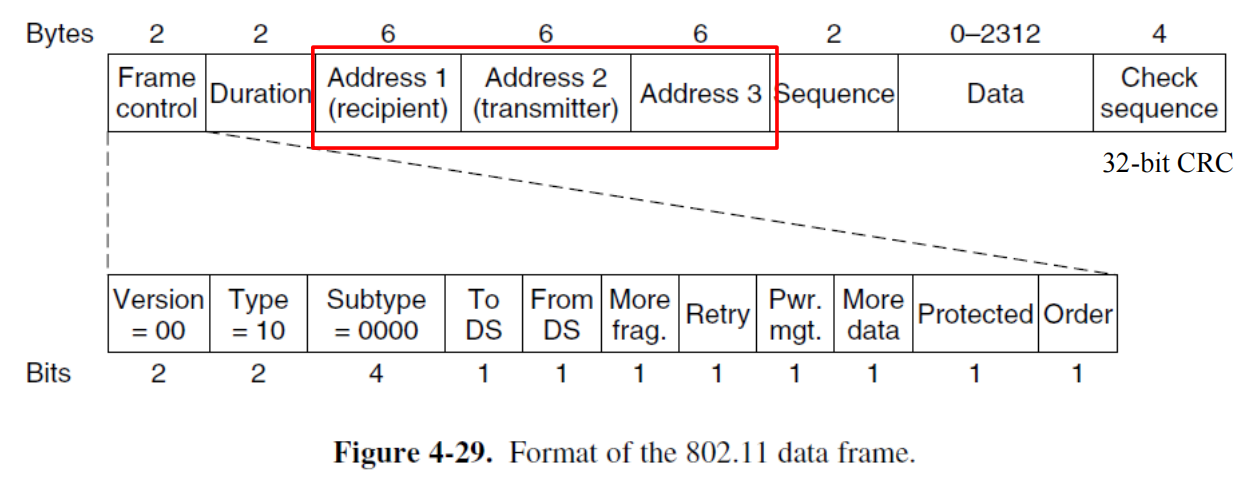 Bytes 2 2 6 6 6 2 0–2312 4
Frame control Duration Address 1 (recipient) Address 2 (transmitter) Address 3 Sequence Data Check sequence
32-bit CRC
Version = 00 Type = 10 Subtype = 0000 To DS From DS More frag. Retry Pwr. mgt. More data Protected Order
Bits 2 2 4 1 1 1 1 1 1 1 1
Figure 4-29. Format of the 802.11 data frame.